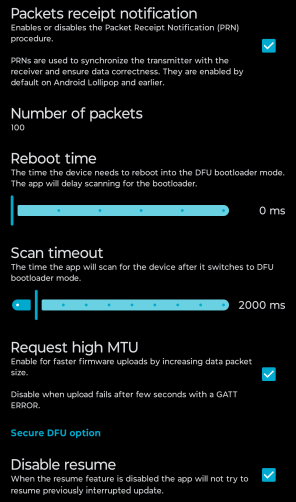 Packets receipt notification
Enables or disables the Packet Receipt Notification (PRN)
procedure.
PRNs are used to synchronize the transmitter with the
receiver and ensure data correctness. They are enabled by
default on Android Lollipop and earlier.
Number of packets
100
Reboot time
The time the device needs to reboot into the DFU bootloader mode.
The app will delay scanning for the bootloader.
0 ms
Scan timeout
The time the app will scan for the device after it switches to DFU
bootloader mode.
2000 ms
Request high MTU
Enable for faster firmware uploads by increasing data packet
size.
Disable when upload fails after few seconds with a GATT
ERROR.
Secure DFU option
Disable resume
When the resume feature is disabled the app will not try to
resume previously interrupted update.